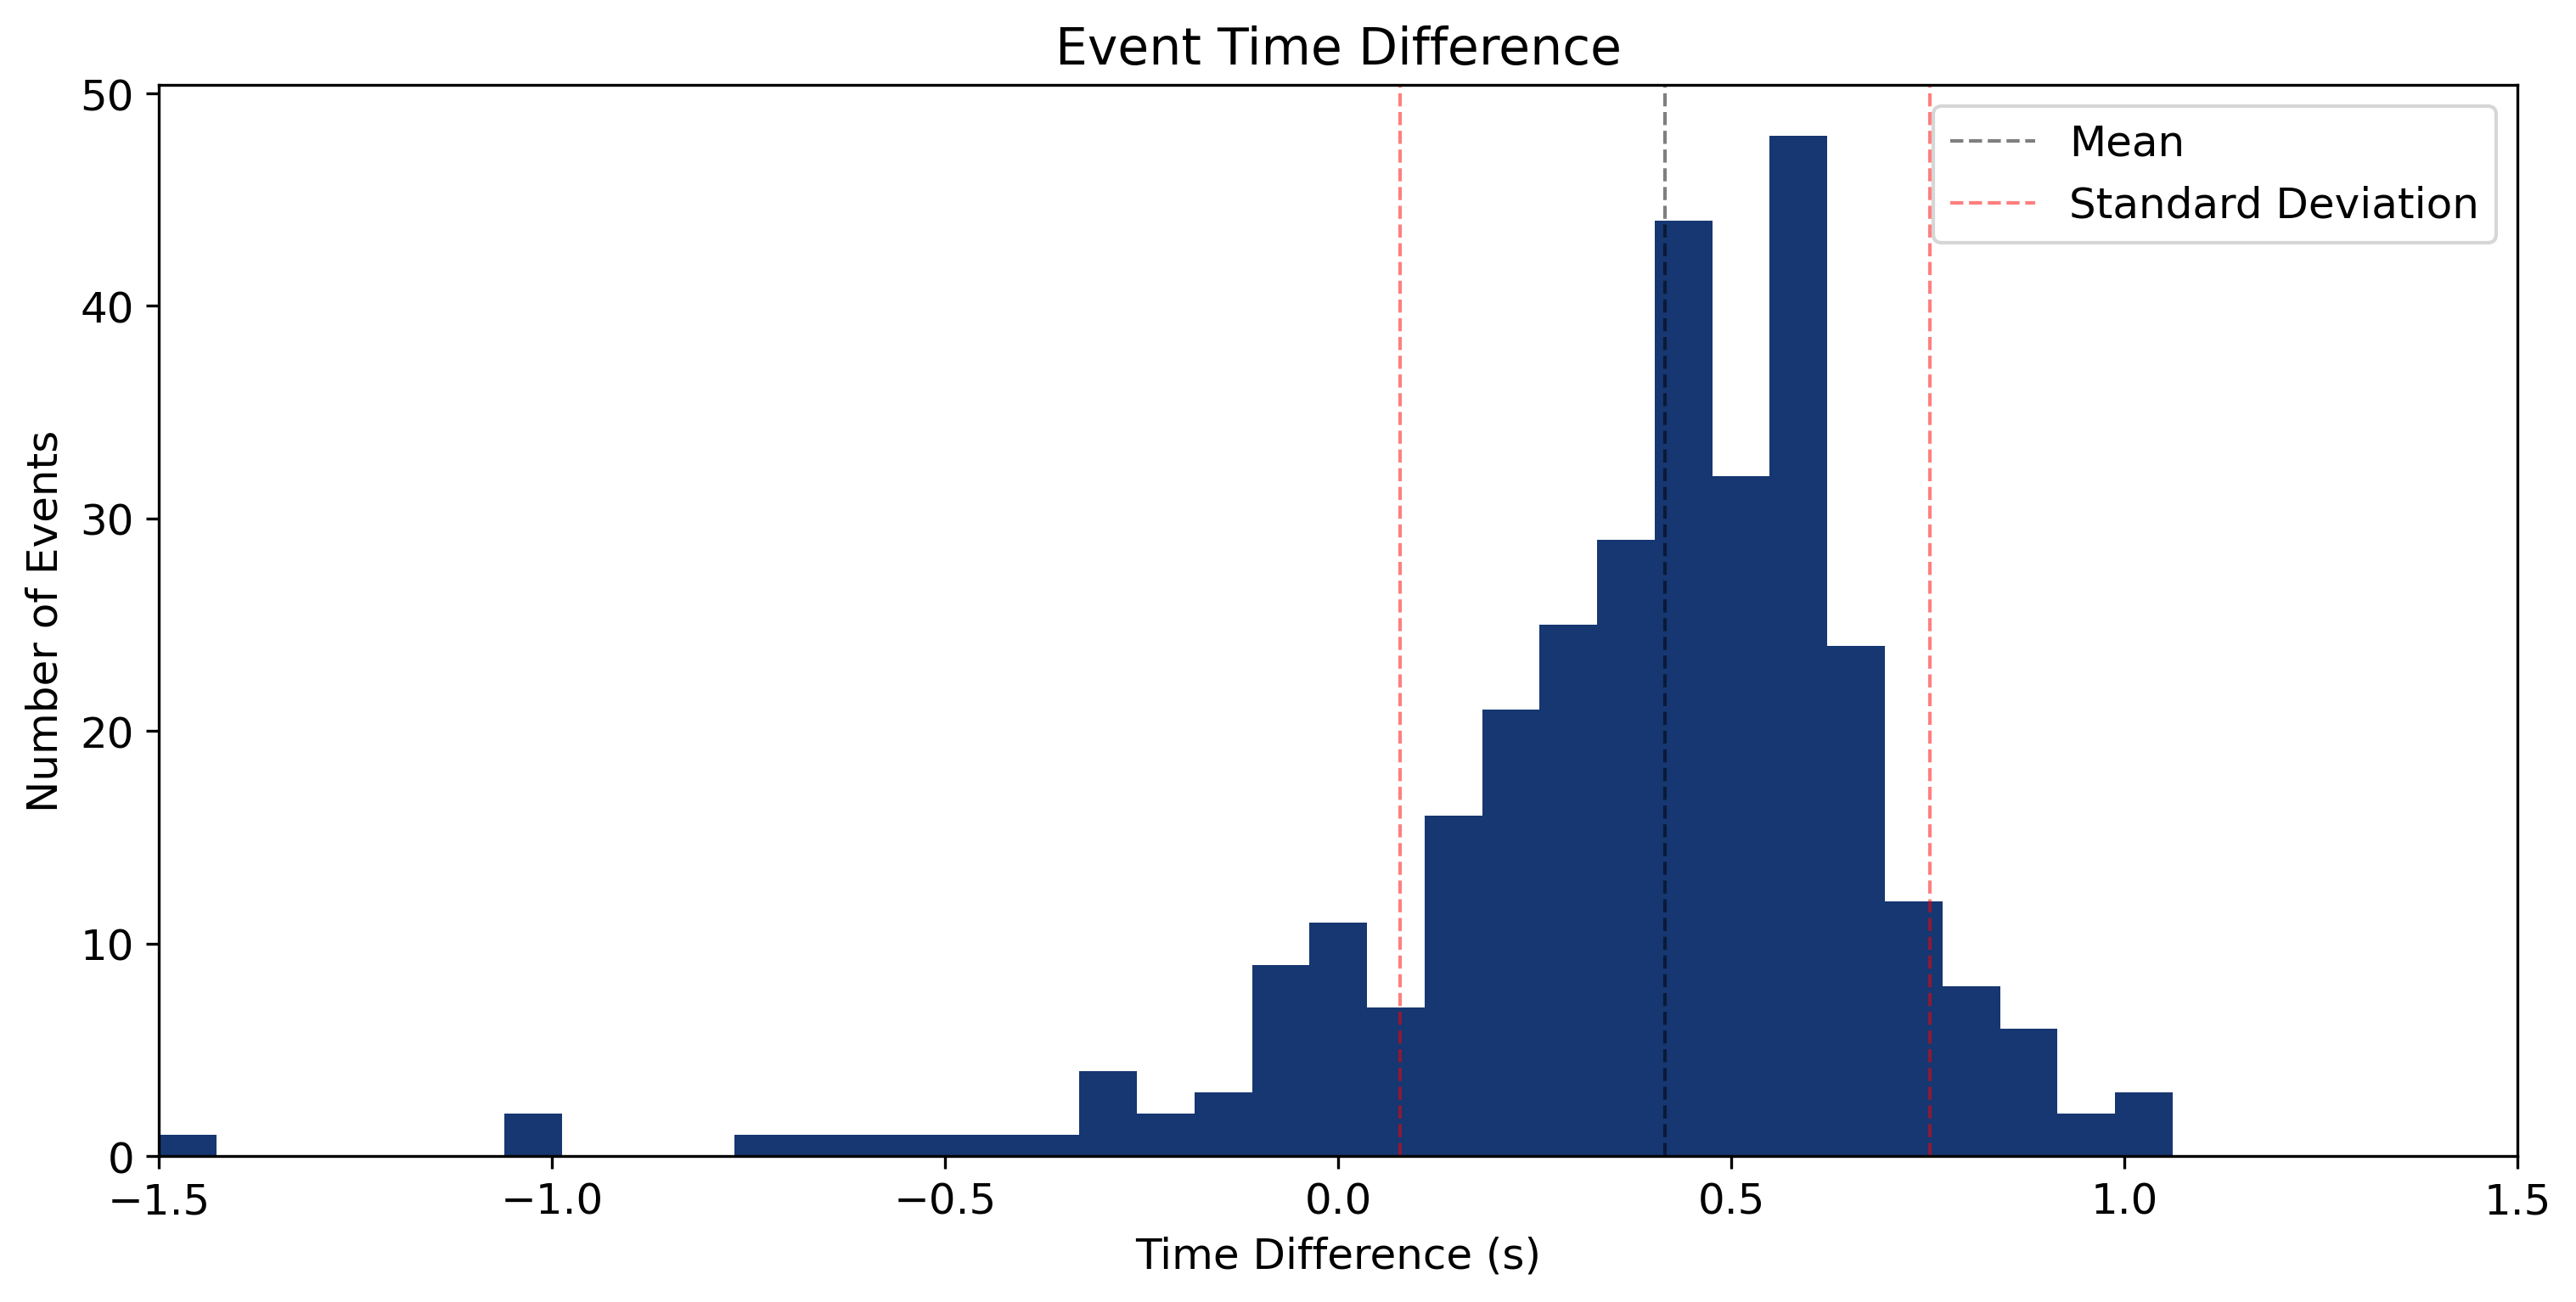 Event Time Difference
50
40
30
20
10
0
Number of Events
Mean
Standard Deviation
−1.5
−1.0
−0.5
0.0
0.5
1.0
1.5
Time Difference (s)